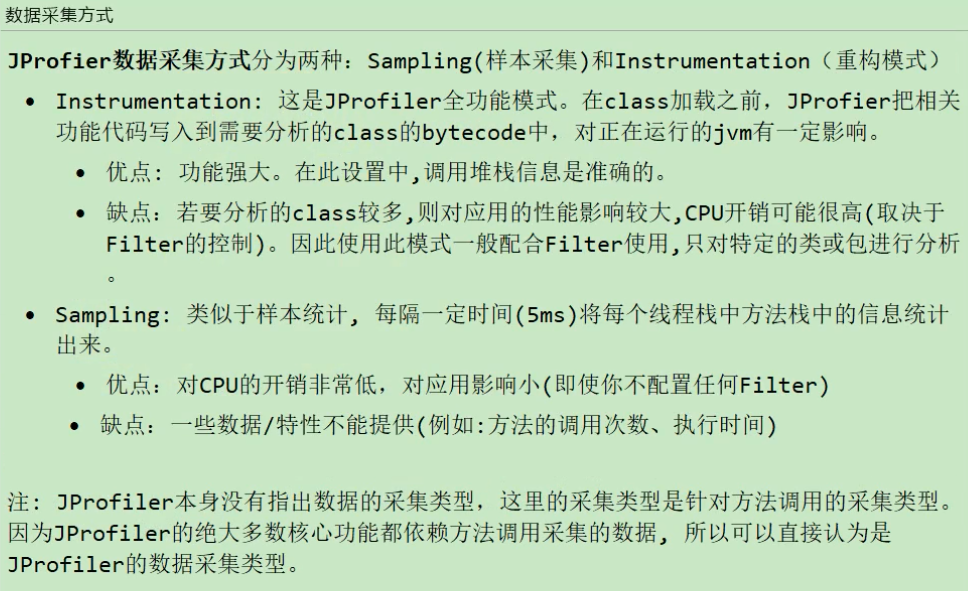 数据采集方式
JProfier数据采集方式分为两种：Sampling(样本采集)和Instrumentation（重构模式）
• Instrumentation: 这是JProfiler全功能模式。在class加载之前，JProfier把相关
功能代码写入到需要分析的class的bytecode中，对正在运行的jvm有一定影响。
• 优点: 功能强大。在此设置中,调用堆栈信息是准确的。
• 缺点：若要分析的class较多,则对应用的性能影响较大,CPU开销可能很高(取决于
Filter的控制)。因此使用此模式一般配合Filter使用,只对特定的类或包进行分析
。
• Sampling: 类似于样本统计, 每隔一定时间(5ms)将每个线程栈中方法栈中的信息统计
出来。
• 优点：对CPU的开销非常低，对应用影响小(即使你不配置任何Filter)
• 缺点：一些数据/特性不能提供(例如:方法的调用次数、执行时间)
注: JProfiler本身没有指出数据的采集类型，这里的采集类型是针对方法调用的采集类型。
因为JProfiler的绝大多数核心功能都依赖方法调用采集的数据, 所以可以直接认为是
JProfiler的数据采集类型。